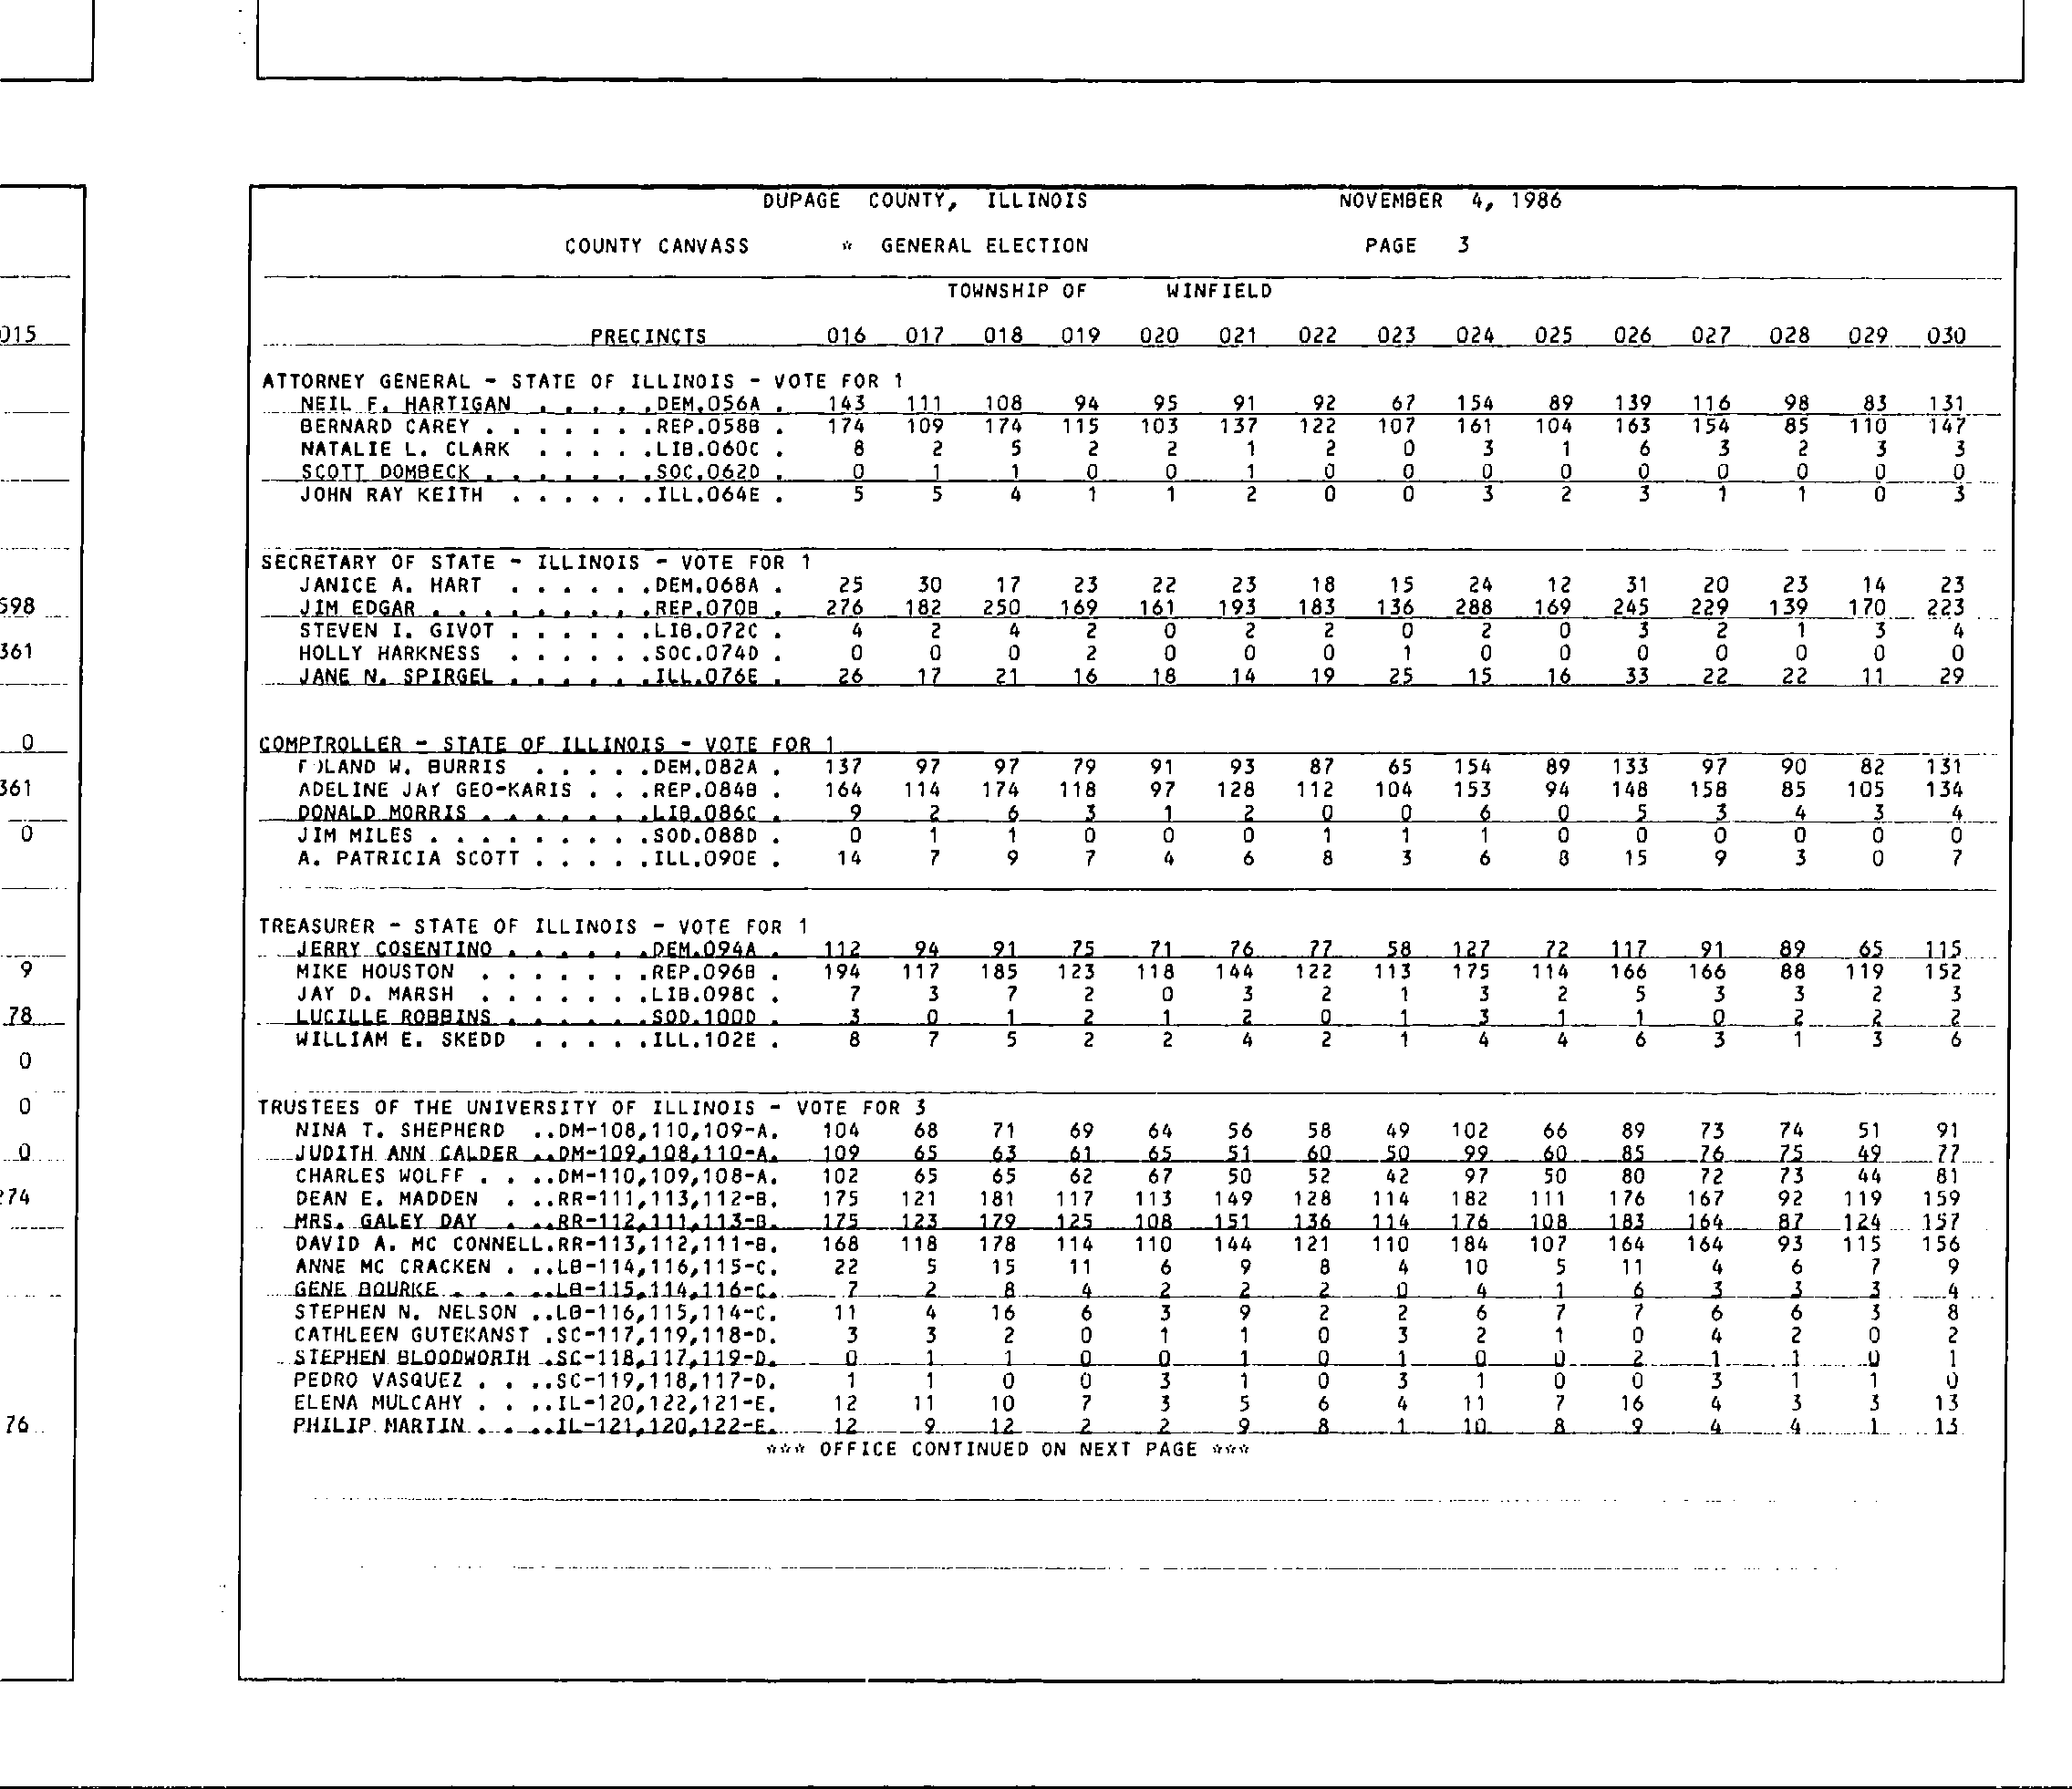 015
598
361
0
361
0
9
78
0
0
0
274
76
DUPAGE COUNTY, ILLINOIS NOVEMBER 4, 1986
COUNTY CANVASS * GENERAL ELECTION PAGE 3
TOWNSHIP OF WINFIELD
PRECINCTS 016 017 018 019 020 021 022 023 024 025 026 027 028 029 030
ATTORNEY GENERAL - STATE OF ILLINOIS - VOTE FOR 1
NEIL F. HARTIGAN . . . . .DEM.056A . 143 111 108 94 95 91 92 67 154 89 139 116 98 83 131
BERNARD CAREY . . . . . . .REP.058B . 174 109 174 115 103 137 122 107 161 104 163 154 85 110 147
NATALIE L. CLARK . . . . .LIB.060C . 8 2 5 2 2 1 2 0 3 1 6 3 2 3 3
SCOTT DOMBECK . . . . . . .SOC.062D . 0 1 1 0 0 1 0 0 0 0 0 0 0 0 0
JOHN RAY KEITH . . . . . .ILL.064E . 5 5 4 1 1 2 0 0 3 2 3 1 1 0 3
SECRETARY OF STATE - ILLINOIS - VOTE FOR 1
JANICE A. HART . . . . . .DEM.068A . 25 30 17 23 22 23 18 15 24 12 31 20 23 14 23
JIM EDGAR . . . . . . . . .REP.070B . 276 182 250 169 161 193 183 136 288 169 245 229 139 170 223
STEVEN I. GIVOT . . . . . .LIB.072C . 4 2 4 2 0 2 2 0 2 0 3 2 1 3 4
HOLLY HARKNESS . . . . . .SOC.074D . 0 0 0 2 0 0 0 1 0 0 0 0 0 0 0
JANE N. SPIRGEL . . . . . .ILL.076E . 26 17 21 16 18 14 19 25 15 16 33 22 22 11 29
COMPTROLLER - STATE OF ILLINOIS - VOTE FOR 1
LAND W. BURRIS . . . . .DEM.082A . 137 97 97 79 91 93 87 65 154 89 133 97 90 82 131
ADELINE JAY GEO-KARIS . . .REP.084B . 164 114 174 118 97 128 112 104 153 94 148 158 85 105 134
DONALD MORRIS . . . . . . .LIB.086C . 9 2 6 3 1 2 0 0 6 0 5 3 4 3 4
JIM MILES . . . . . . . . .SOD.088D . 0 1 1 0 0 0 1 1 1 0 0 0 0 0 0
A. PATRICIA SCOTT . . . . .ILL.090E . 14 7 9 7 4 6 8 3 6 8 15 9 3 0 7
TREASURER - STATE OF ILLINOIS - VOTE FOR 1
JERRY COSENTINO . . . . . .DEM.094A . 112 94 91 75 71 76 77 58 127 72 117 91 89 65 115
MIKE HOUSTON . . . . . . .REP.096B . 194 117 185 123 118 144 122 113 175 114 166 166 88 119 152
JAY D. MARSH . . . . . . .LIB.098C . 7 3 7 2 0 3 2 1 3 2 5 3 3 2 3
LUCILLE ROBBINS . . . . . .SOD.100D . 3 0 1 2 1 2 0 1 3 1 1 0 2 2 2
WILLIAM E. SKEDD . . . . .ILL.102E . 8 7 5 2 2 4 2 1 4 4 6 3 1 3 6
TRUSTEES OF THE UNIVERSITY OF ILLINOIS - VOTE FOR 3
NINA T. SHEPHERD ..DM-108,110,109-A. 104 68 71 69 64 56 58 49 102 66 89 73 74 51 91
JUDITH ANN CALDER ..DM-109,108,110-A. 109 65 63 61 65 51 60 50 99 60 85 76 75 49 77
CHARLES WOLFF . . ..DM-110,109,108-A. 102 65 65 62 67 50 52 42 97 50 80 72 73 44 81
DEAN E. MADDEN . ..RR-111,113,112-B. 175 121 181 117 113 149 128 114 182 111 176 167 92 119 159
MRS. GALEY DAY . ..RR-112,111,113-B. 175 123 179 125 108 151 136 114 176 108 183 164 87 124 157
DAVID A. MC CONNELL.RR-113,112,111-B. 168 118 178 114 110 144 121 110 184 107 164 164 93 115 156
ANNE MC CRACKEN . ..LB-114,116,115-C. 22 5 15 11 6 9 8 4 10 5 11 4 6 7 9
GENE BOURKE . . . ..LB-115,114,116-C. 7 2 8 4 2 2 2 0 4 1 6 3 3 3 4
STEPHEN N. NELSON ..LB-116,115,114-C. 11 4 16 6 3 9 2 2 6 7 7 6 6 3 8
CATHLEEN GUTEKANST .SC-117,119,118-D. 3 3 2 0 1 1 0 3 2 1 0 4 2 0 2
STEPHEN BLOODWORTH .SC-118,117,119-D. 0 1 1 0 0 1 0 1 0 0 2 1 1 0 1
PEDRO VASQUEZ . . ..SC-119,118,117-D. 1 1 0 0 3 1 0 3 1 0 0 3 1 1 0
ELENA MULCAHY . . ..IL-120,122,121-E. 12 11 10 7 3 5 6 4 11 7 16 4 3 3 13
PHILIP MARTIN . . ..IL-121,120,122-E. 12 9 12 2 2 9 8 1 10 8 9 4 4 1 13
*** OFFICE CONTINUED ON NEXT PAGE ***